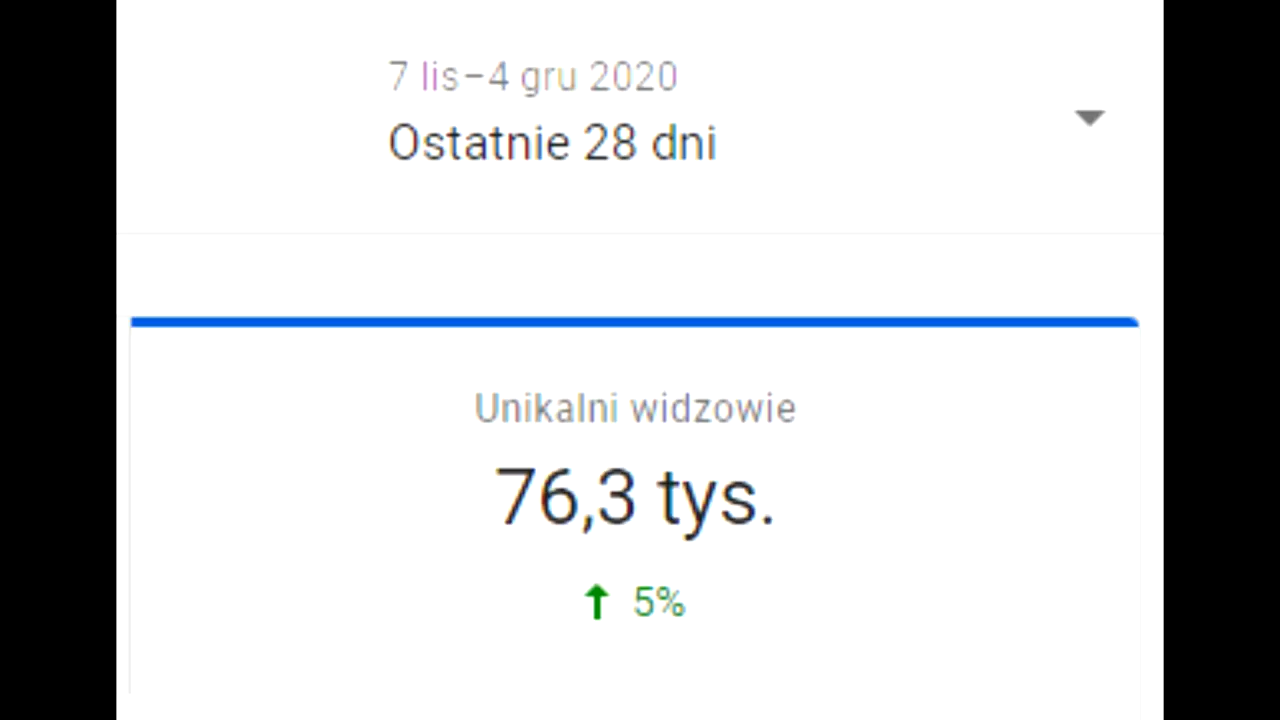 7 lis–4 gru 2020
Ostatnie 28 dni
Unikalni widzowie
76,3 tys.
5%